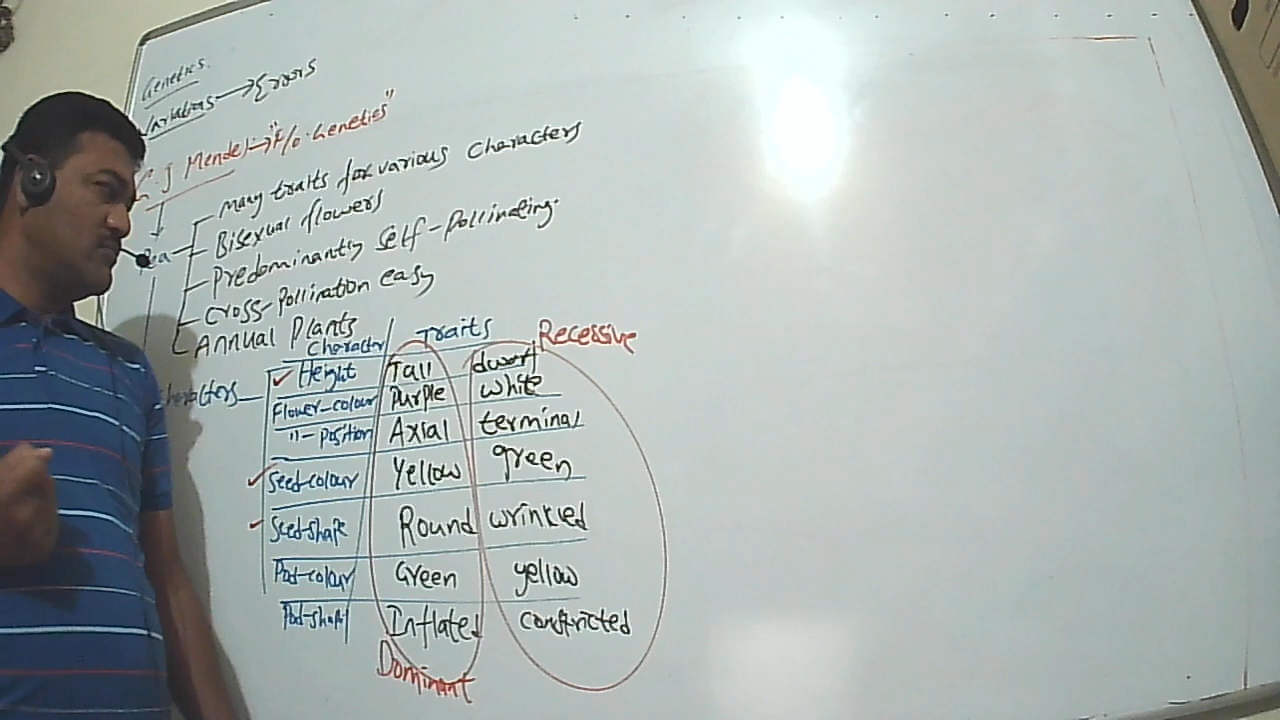 Genetics.
Variations → Errors
G.J Mendel → "F/o. Genetics"
Pea
Many traits for various characters
Bisexual flowers
Predominantly self-pollinating.
Cross-pollination easy
Annual Plants
Character Traits Recessive
characters
Height Tall dwarf
Flower-colour Purple white
"-position Axial terminal
Seed-colour Yellow green
Seed-shape Round wrinkled
Pod-colour Green yellow
Pod-shape Inflated constricted
Dominant